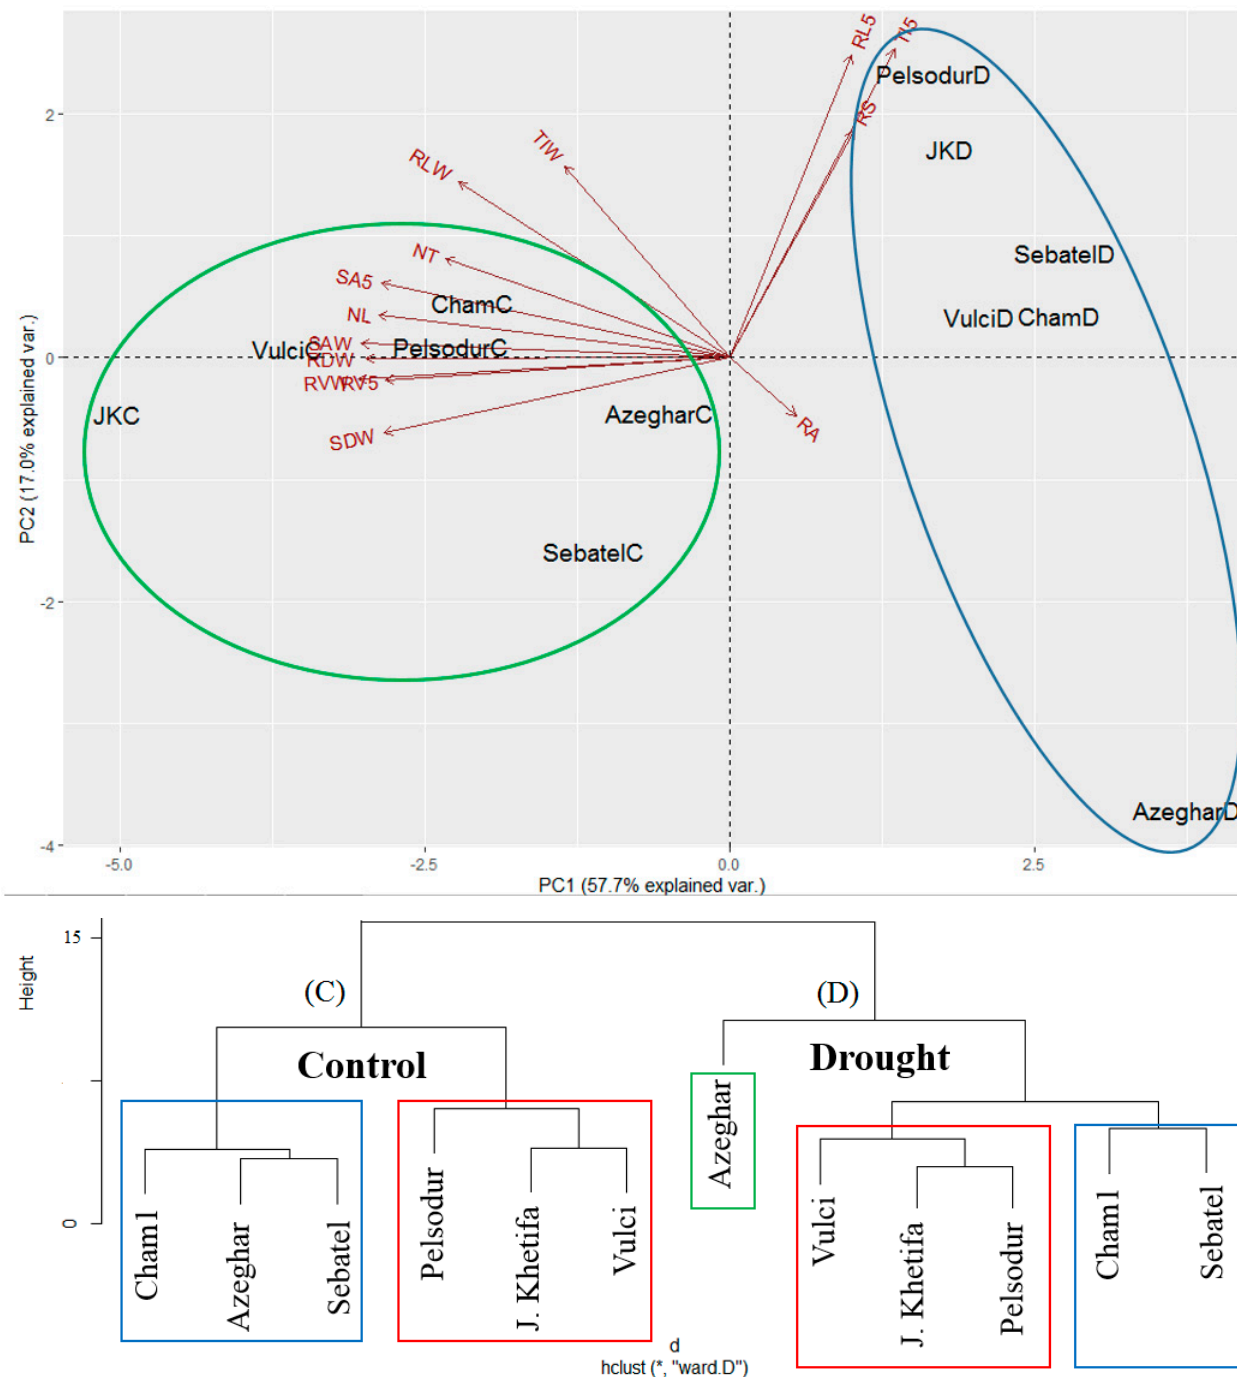 RL5
TI5
PelsodurD
RS
2
JKD
TIW
RLW
NT
SebatelD
SA5
ChamC
NL
VulciD ChamD
SAW
VulciC
PelsodurC
0
RDW
RVW
RV5
JKC
AzegharC
RA
SDW
PC2 (17.0% explained var.)
SebatelC
-2
AzegharD
-4
-5.0
-2.5
0.0
2.5
PC1 (57.7% explained var.)
15
Height
0
(C)
(D)
Control
Drought
Cham1
Azeghar
Sebatel
Pelsodur
J. Khetifa
Vulci
Azeghar
Vulci
J. Khetifa
Pelsodur
Cham1
Sebatel
d
hclust (*, "ward.D")